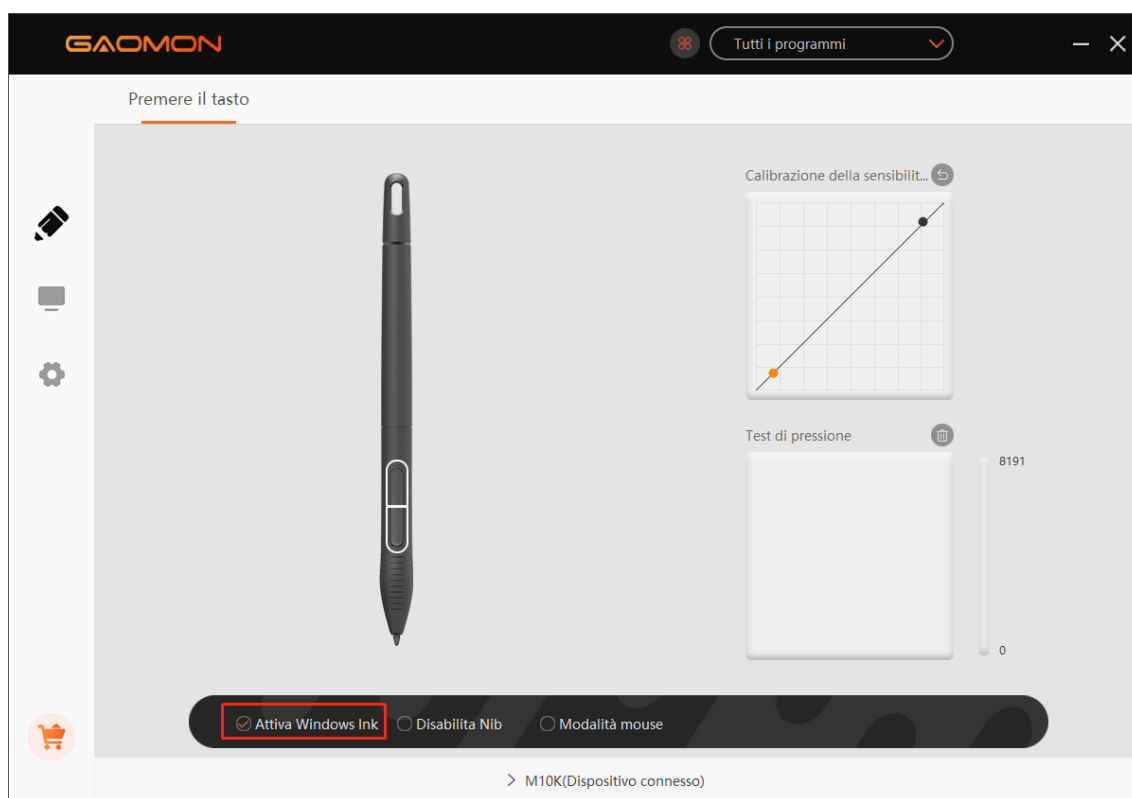 GAOMON
Tutti i programmi
Premere il tasto
Calibrazione della sensibilit...
Test di pressione
8191
0
Attiva Windows Ink
Disabilita Nib
Modalità mouse
M10K(Dispositivo connesso)